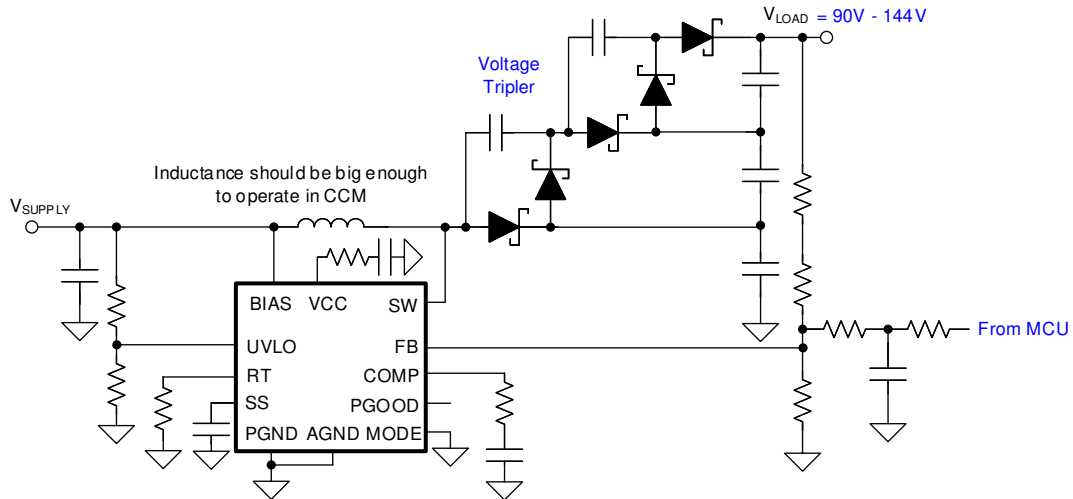 VLOAD = 90V - 144V
Voltage
Tripler
Inductance should be big enough
to operate in CCM
VSUPPLY
BIAS VCC SW
UVLO FB
From MCU
RT COMP
SS PGOOD
PGND AGND MODE